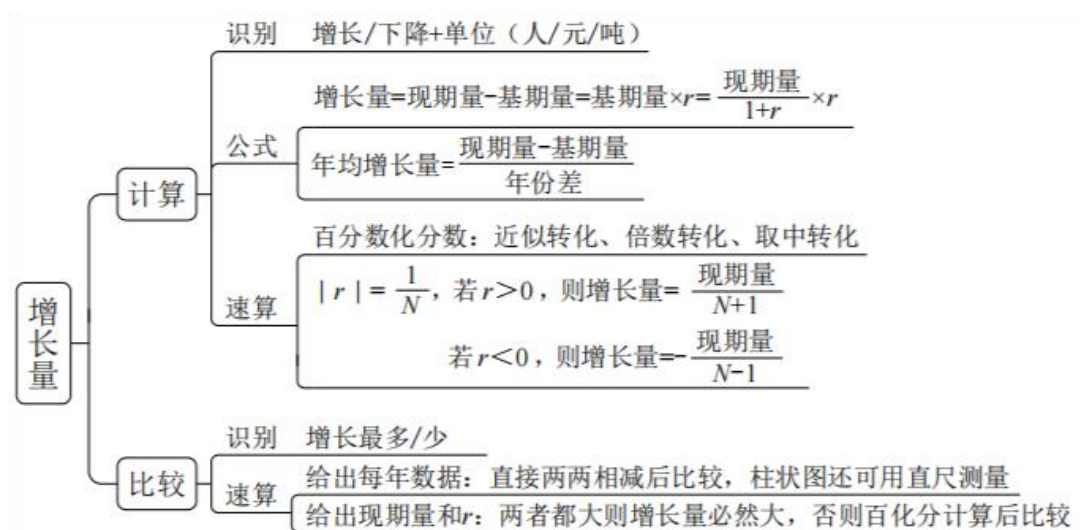 增长量
计算
识别 增长/下降+单位（人/元/吨）
公式
增长量=现期量-基期量=基期量×r=现期量/1+r×r
年均增长量=现期量-基期量/年份差
速算
百分数化分数：近似转化、倍数转化、取中转化
|r|=1/N，若r＞0，则增长量=现期量/N+1
若r＜0，则增长量=-现期量/N-1
比较
识别 增长最多/少
速算
给出每年数据：直接两两相减后比较，柱状图还可用直尺测量
给出现期量和r：两者都大则增长量必然大，否则百化分计算后比较